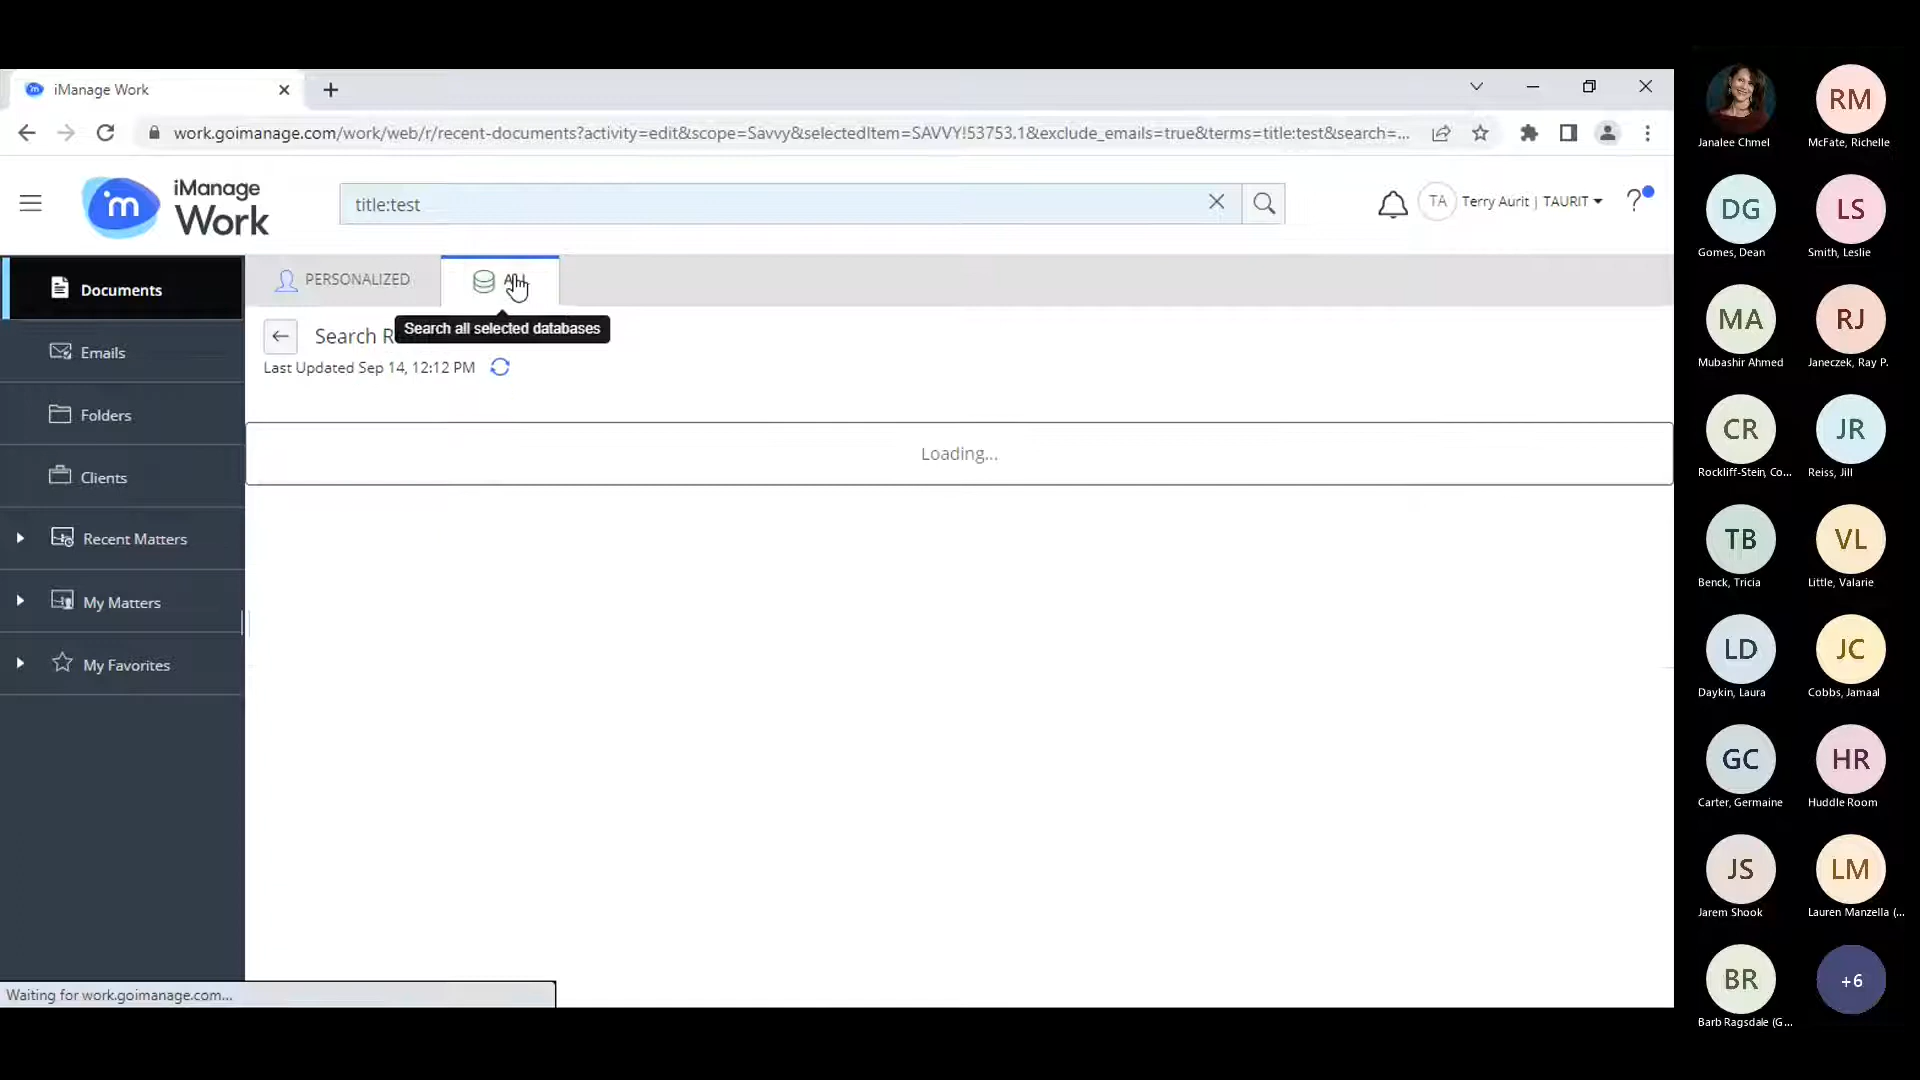 iManage Work
work.goimanage.com/work/web/r/recent-documents?activity=edit&scope=Savvy&selectedItem=SAVVY!53753.1&exclude_emails=true&terms=title:test&search=...
m
iManage
Work
title:test
TA
Terry Aurit | TAURIT
?
Documents
Emails
Folders
Clients
Recent Matters
My Matters
My Favorites
PERSONALIZED
Search all selected databases
Search R
Last Updated Sep 14, 12:12 PM
Loading...
Waiting for work.goimanage.com...
Janalee Chmel
RM
McFate, Richelle
DG
Gomes, Dean
LS
Smith, Leslie
MA
Mubashir Ahmed
RJ
Janeczek, Ray P.
CR
Rockliff-Stein, Co...
JR
Reiss, Jill
TB
Benck, Tricia
VL
Little, Valarie
LD
Daykin, Laura
JC
Cobbs, Jamaal
GC
Carter, Germaine
HR
Huddle Room
JS
Jarem Shook
LM
Lauren Manzella (...
BR
Barb Ragsdale (G...
+6